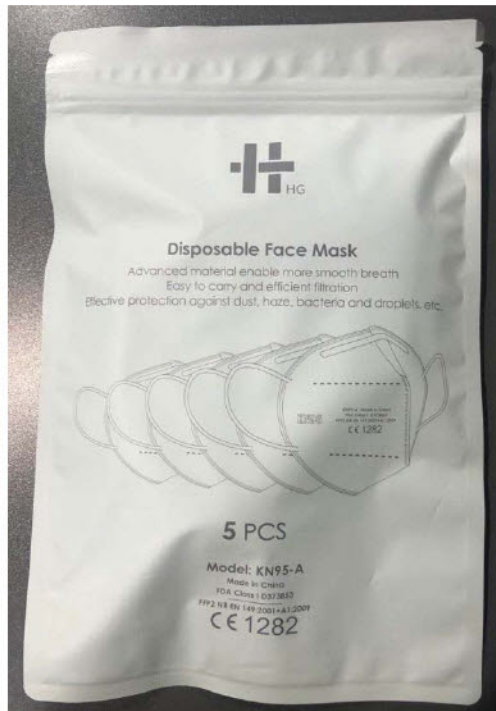 HG
Disposable Face Mask
Advanced material enable more smooth breath
Easy to carry and efficient filtration
Effective protection against dust, haze, bacteria and droplets, etc.
KN95
CE 1282
5 PCS
Model: KN95-A
Made in China
FDA Class I D375832
FFP2 NR EN 149:2001+A1:2009
CE 1282